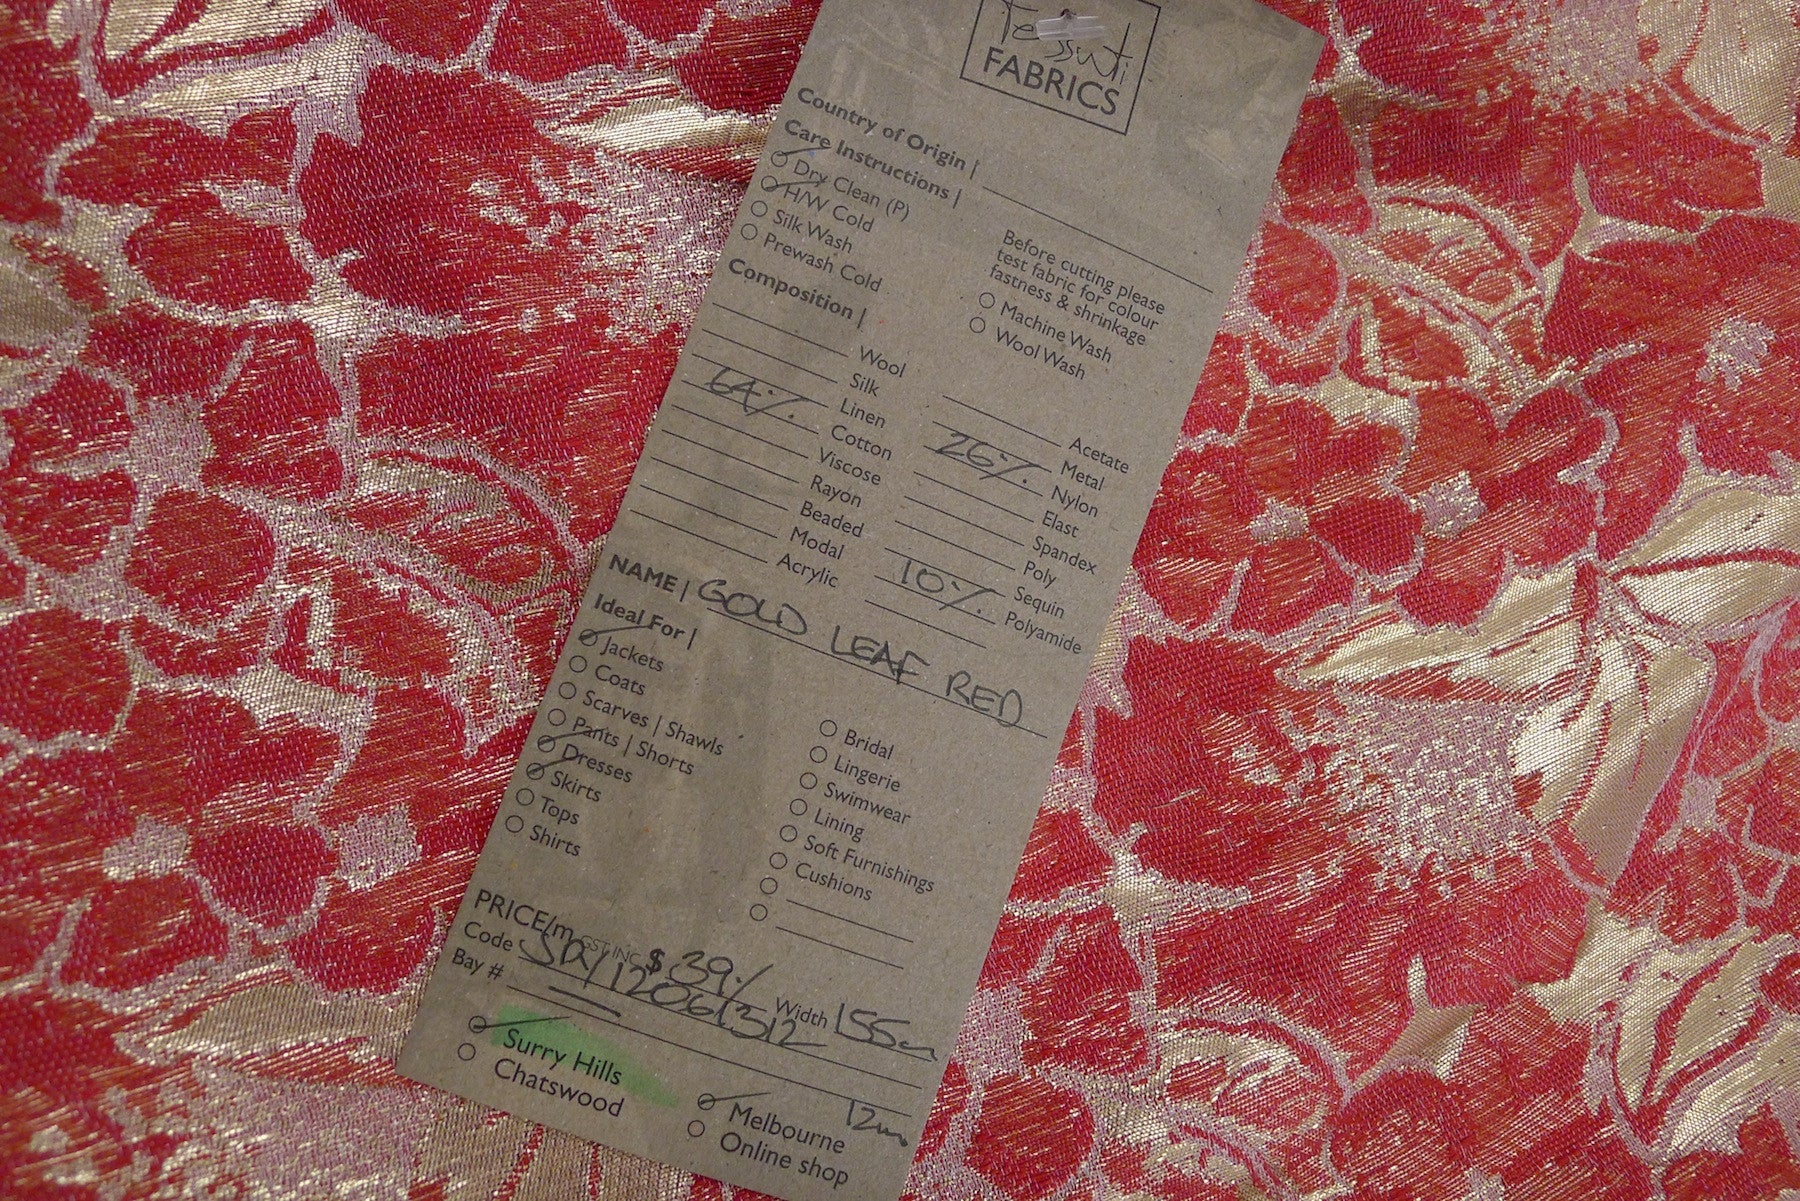 Tessuti
FABRICS
Country of Origin |
Care Instructions |
Dry Clean (P)
H/W Cold
Silk Wash
Prewash Cold
Before cutting please
test fabric for colour
fastness & shrinkage
Machine Wash
Wool Wash
Composition |
Wool
Silk
Linen
64% Cotton
Viscose
Rayon
Beaded
Modal
Acrylic
Acetate
Metal
26% Nylon
Elast
Spandex
Poly
Sequin
10% Polyamide
NAME | GOLD LEAF RED
Ideal For |
Jackets
Coats
Scarves | Shawls
Pants | Shorts
Dresses
Skirts
Tops
Shirts
Bridal
Lingerie
Swimwear
Lining
Soft Furnishings
Cushions
PRICE/m GST INC $ 39/ Width 155cm
Code
Bay #
12m
Surry Hills
Chatswood
Melbourne
Online shop